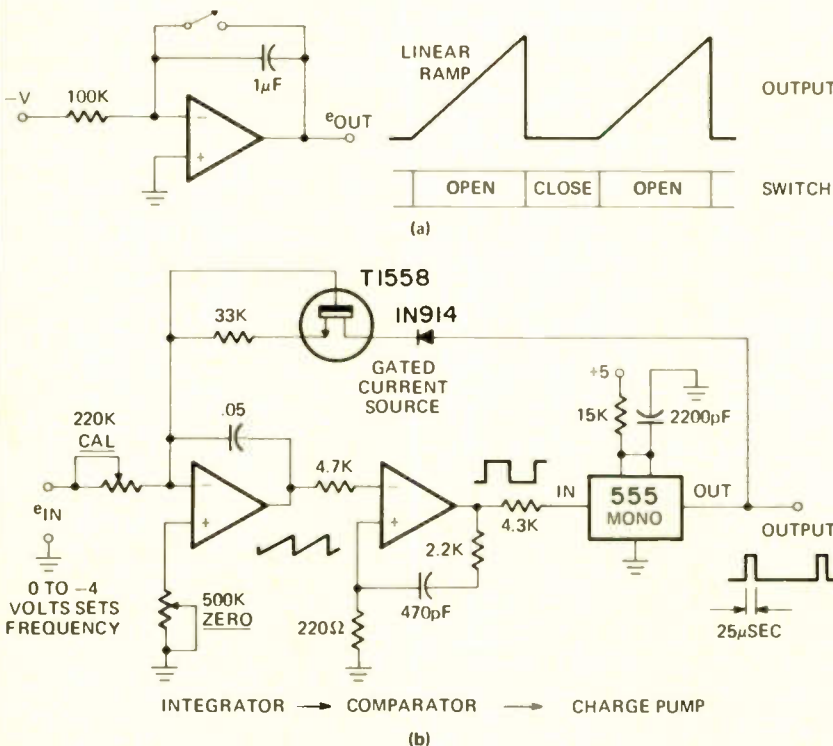 LINEAR
RAMP
1µF
-V
100K
eOUT
-
+
OUTPUT
OPEN
CLOSE
OPEN
SWITCH
(a)
TI558
33K
IN914
GATED
CURRENT
SOURCE
+5
15K
2200pF
220K
CAL
.05
4.7K
-
+
-
+
IN
555
MONO
OUT
4.3K
2.2K
OUTPUT
eIN
0 TO -4
VOLTS SETS
FREQUENCY
500K
ZERO
470pF
220Ω
25µSEC
INTEGRATOR → COMPARATOR → CHARGE PUMP
(b)